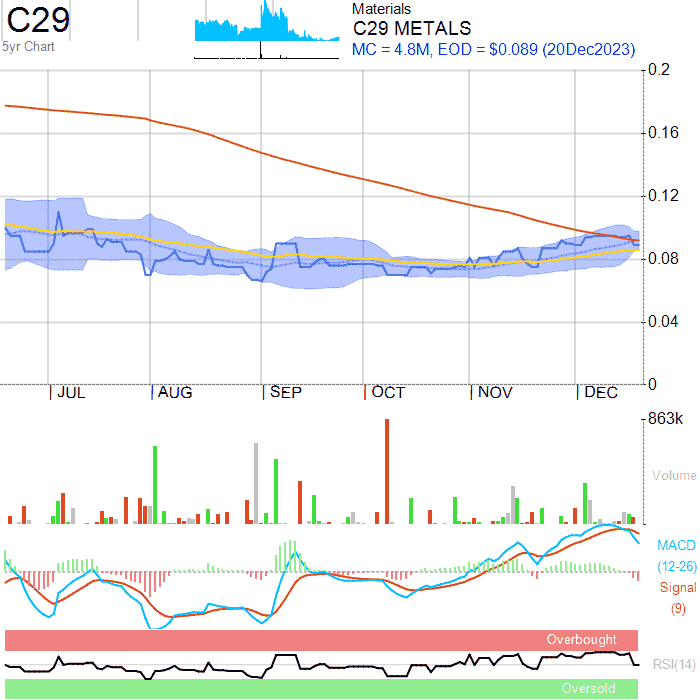 C29
5yr Chart
Materials
C29 METALS
MC = 4.8M, EOD = $0.089 (20Dec2023)
0.2
0.16
0.12
0.08
0.04
0
JUL AUG SEP OCT NOV DEC
863k
Volume
MACD
(12-26)
Signal
(9)
Overbought
RSI(14)
Oversold